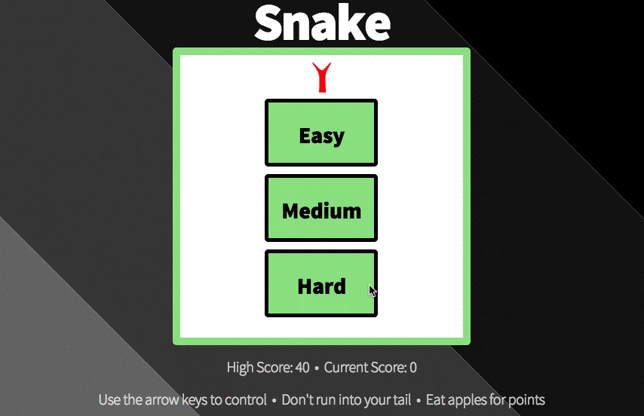 Snake
Easy
Medium
Hard
High Score: 40 • Current Score: 0
Use the arrow keys to control • Don't run into your tail • Eat apples for points